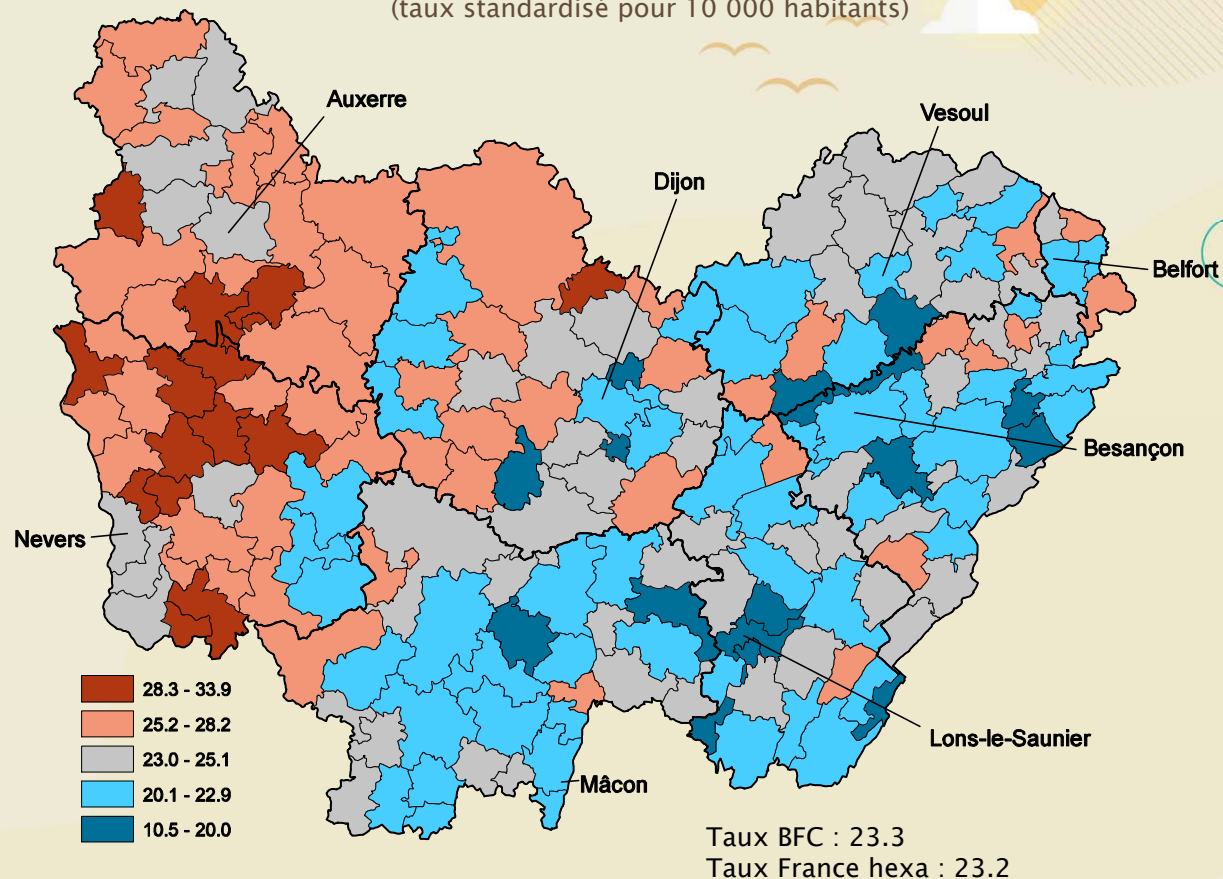 (taux standardisé pour 10 000 habitants)
Auxerre
Vesoul
Dijon
Belfort
Besançon
Nevers
28.3 - 33.9
25.2 - 28.2
23.0 - 25.1
20.1 - 22.9
10.5 - 20.0
Lons-le-Saunier
Mâcon
Taux BFC : 23.3
Taux France hexa : 23.2